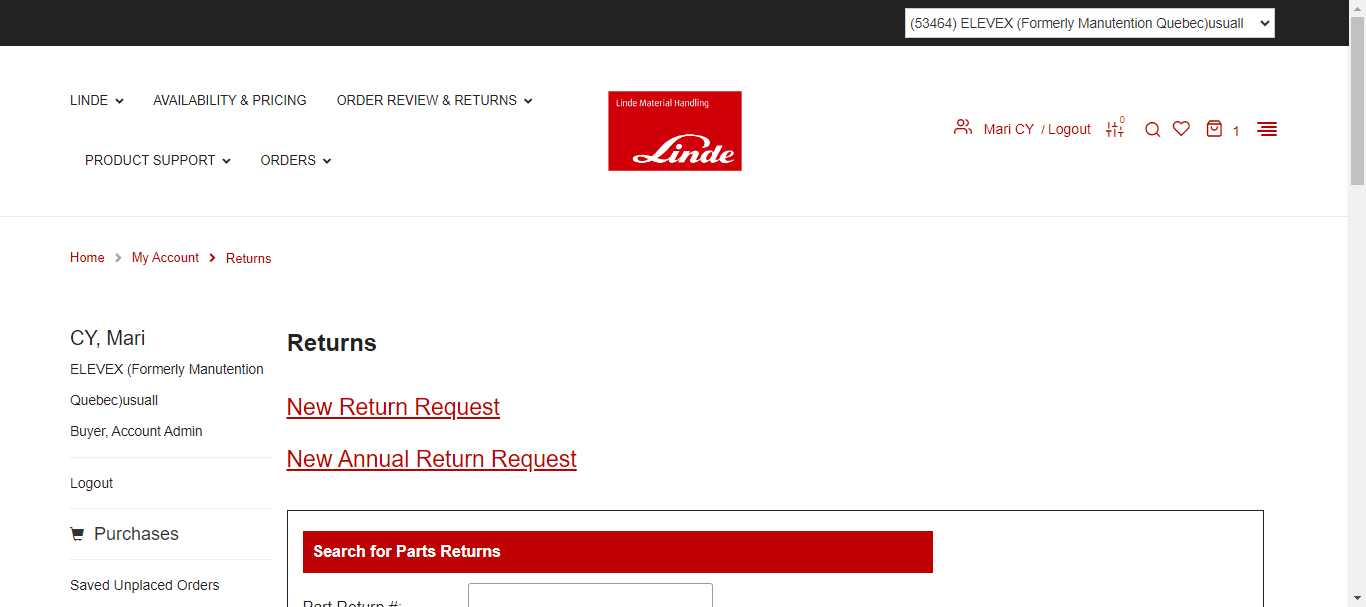 (53464) ELEVEX (Formerly Manutention Quebec)usuall
LINDE
AVAILABILITY & PRICING
ORDER REVIEW & RETURNS
PRODUCT SUPPORT
ORDERS
Linde Material Handling
Linde
Mari CY / Logout
0
1
Home
My Account
Returns
CY, Mari
ELEVEX (Formerly Manutention
Quebec)usuall
Buyer, Account Admin
Logout
Purchases
Saved Unplaced Orders
Returns
New Return Request
New Annual Return Request
Search for Parts Returns
Part Return #: